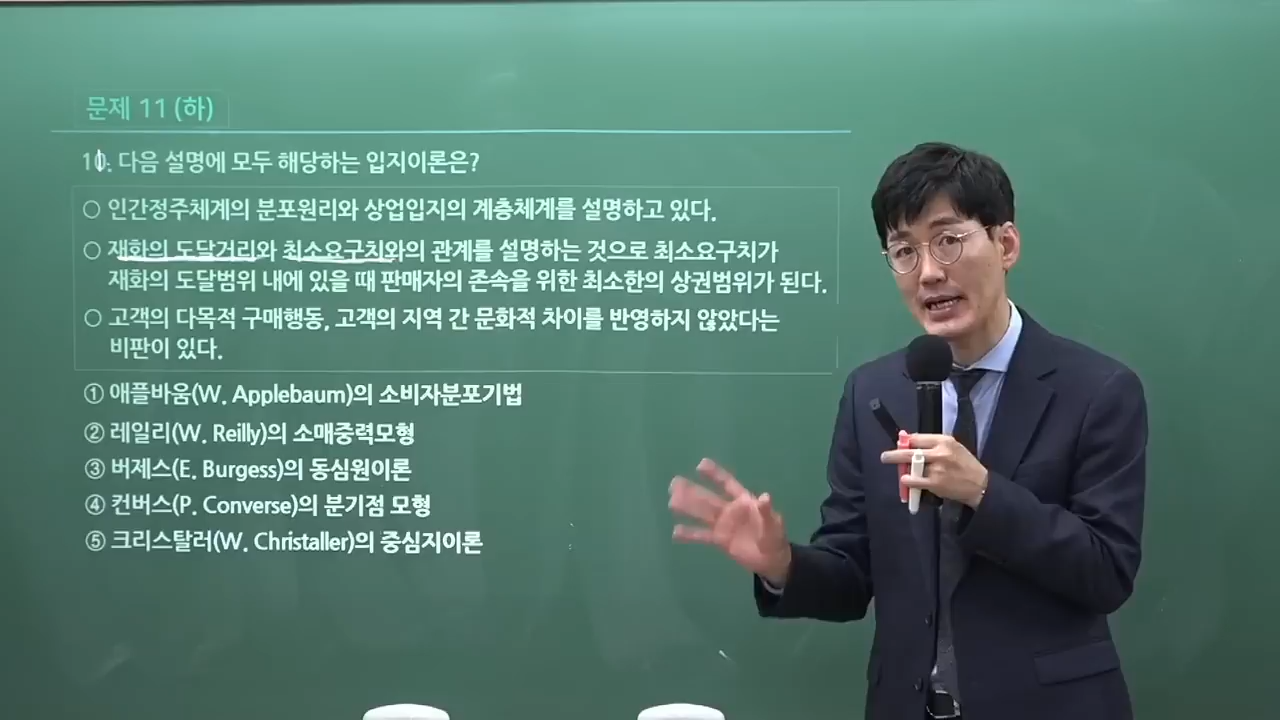 문제 11 (하)
11. 다음 설명에 모두 해당하는 입지이론은?
○ 인간정주체계의 분포원리와 상업입지의 계층체계를 설명하고 있다.
○ 재화의 도달거리와 최소요구치와의 관계를 설명하는 것으로 최소요구치가
재화의 도달범위 내에 있을 때 판매자의 존속을 위한 최소한의 상권범위가 된다.
○ 고객의 다목적 구매행동, 고객의 지역 간 문화적 차이를 반영하지 않았다는
비판이 있다.
① 애플바움(W. Applebaum)의 소비자분포기법
② 레일리(W. Reilly)의 소매중력모형
③ 버제스(E. Burgess)의 동심원이론
④ 컨버스(P. Converse)의 분기점 모형
⑤ 크리스탈러(W. Christaller)의 중심지이론